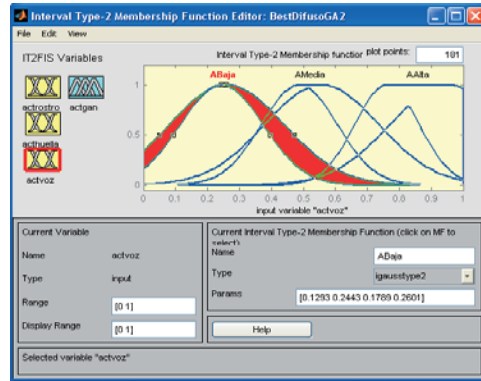 Interval Type-2 Membership Function Editor: BestDifusoGA2
File Edit View
IT2FIS Variables
Interval Type-2 Membership function plot points: 181
actrostro actgan
acthuella
actvoz
ABaja AMedia AAlta
1
0.5
0
0 0.1 0.2 0.3 0.4 0.5 0.6 0.7 0.8 0.9 1
input variable "actvoz"
Current Variable
Name actvoz
Type input
Range [0 1]
Display Range [0 1]
Current Interval Type-2 Membership Function (click on MF to
select)
Name ABaja
Type igausstype2
Params [0.1293 0.2443 0.1789 0.2601]
Help
Selected variable "actvoz"